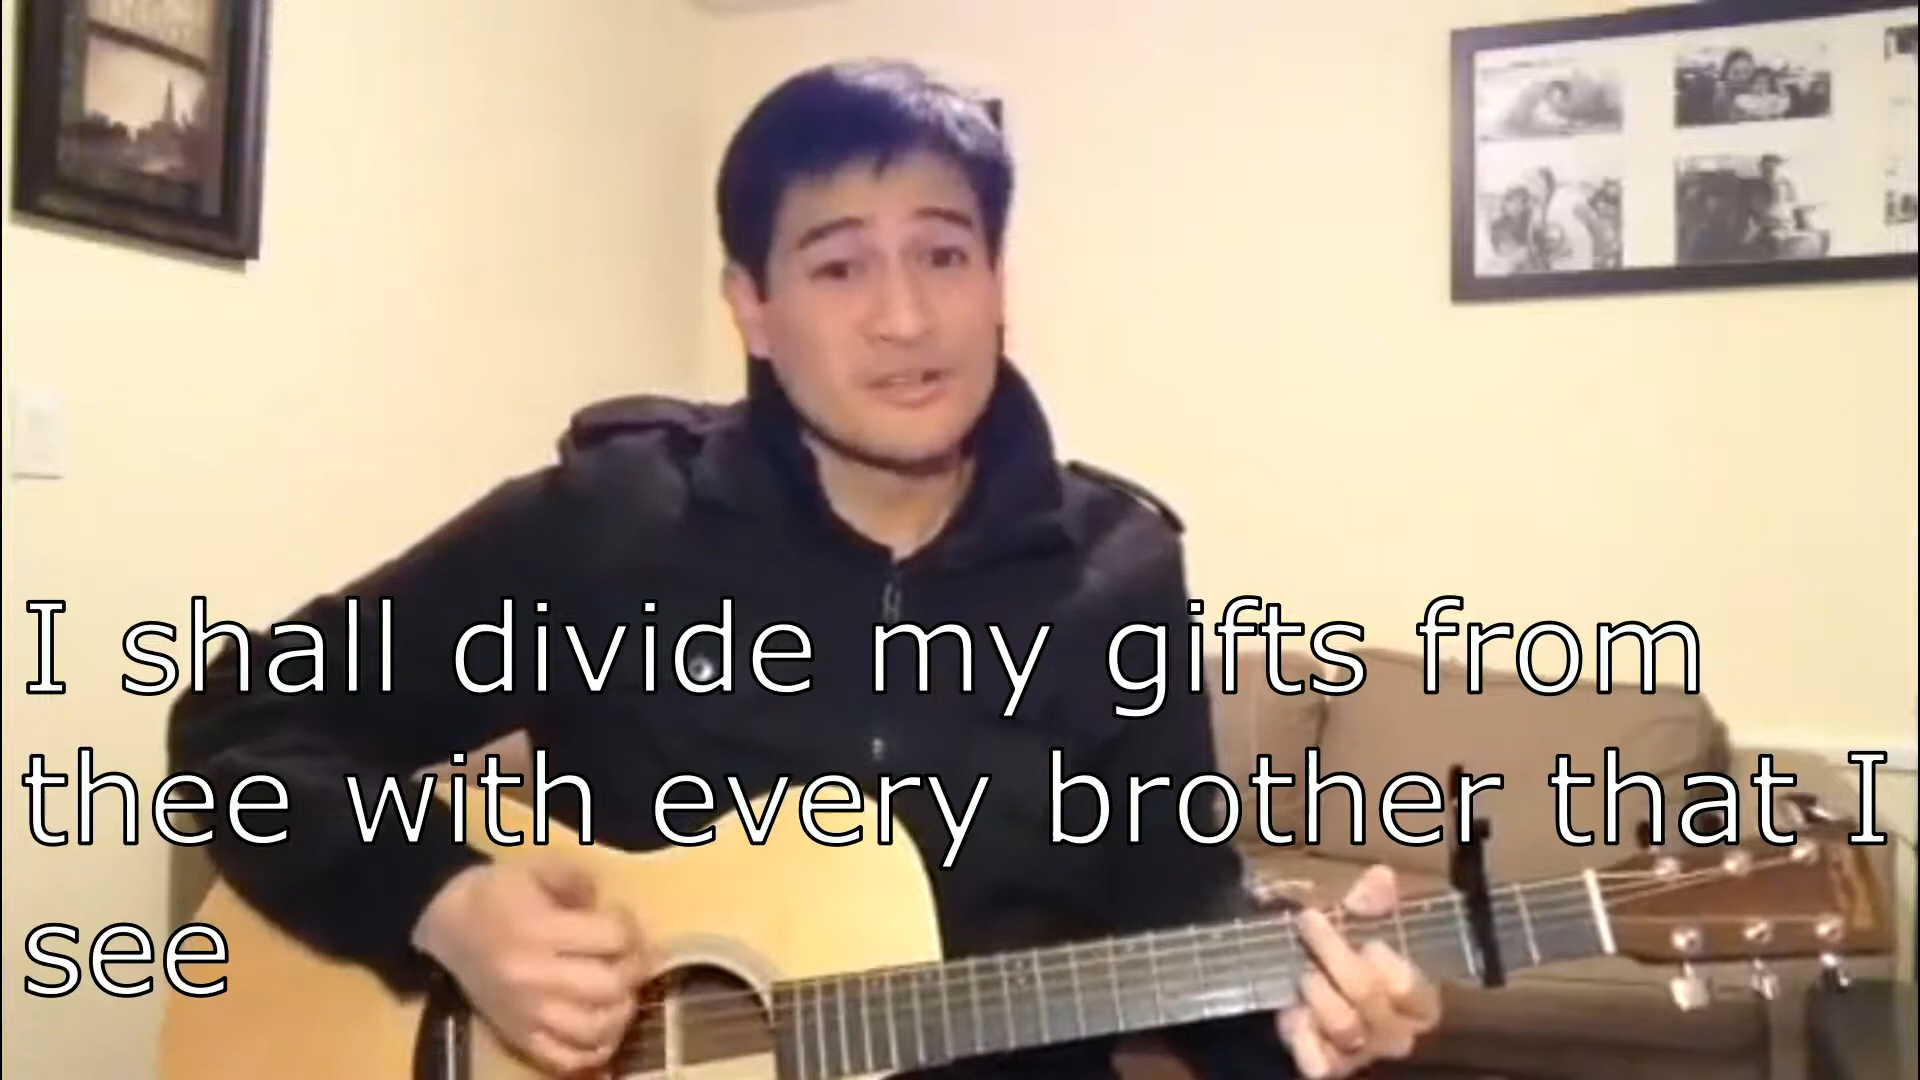 I shall divide my gifts from
thee with every brother that I
see